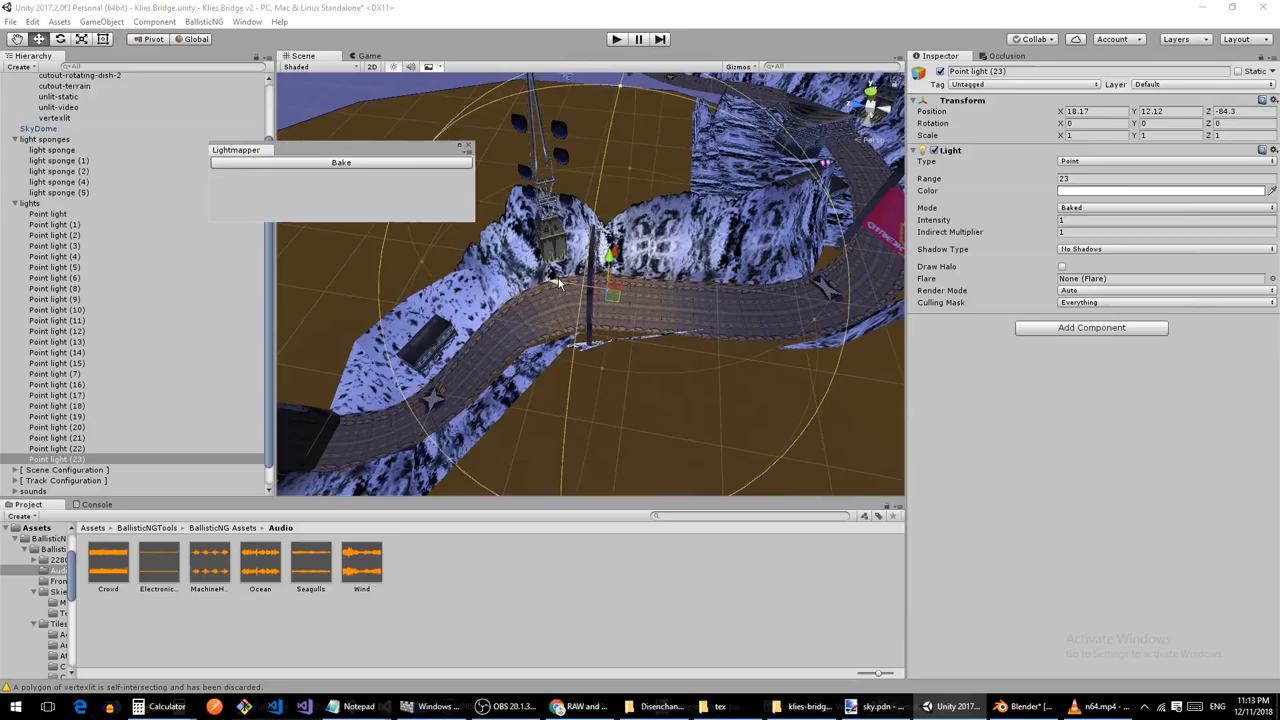 Unity 2017.2.0f3 Personal (64bit) - Klies Bridge.unity - Klies Bridge v2 - PC, Mac & Linux Standalone* <DX11>
File Edit Assets GameObject Component BallisticNG Window Help
Pivot Global Collab Account Layers Layout
Hierarchy Scene Game Inspector Occlusion
Create All Shaded 2D Gizmos All
cutout-rotating-dish-2
cutout-terrain
unlit-static
unlit-video
vertexlit
SkyDome
light sponges
light sponge
light sponge (1)
light sponge (2)
light sponge (4)
light sponge (5)
lights
Point light
Point light (1)
Point light (2)
Point light (3)
Point light (4)
Point light (5)
Point light (6)
Point light (8)
Point light (9)
Point light (10)
Point light (11)
Point light (12)
Point light (13)
Point light (14)
Point light (15)
Point light (7)
Point light (16)
Point light (17)
Point light (18)
Point light (19)
Point light (20)
Point light (21)
Point light (22)
Point light (23)
[ Scene Configuration ]
[ Track Configuration ]
sounds
Lightmapper
Bake
y
Persp
Point light (23) Static
Tag Untagged Layer Default
Transform
Position X 18.17 Y 12.12 Z -84.3
Rotation X 0 Y 0 Z 0
Scale X 1 Y 1 Z 1
Light
Type Point
Range 23
Color
Mode Baked
Intensity 1
Indirect Multiplier 1
Shadow Type No Shadows
Draw Halo
Flare None (Flare)
Render Mode Auto
Culling Mask Everything
Add Component
Project Console
Create
Assets
BallisticN
Ballisti
2280
Audi
Fron
Skie
M
Te
Tiles
A
Ar
Af
C
C
Assets BallisticNGTools BallisticNG Assets Audio
Crowd Electronic... MachineH... Ocean Seagulls Wind
Activate Windows
Go to Settings to activate Windows.
A polygon of vertexlit is self-intersecting and has been discarded.
Calculator Notepad Windows ... OBS 20.1.3... RAW and ... Disenchan... tex klies-bridg... sky.pdn - ... Unity 2017... Blender* [... n64.mp4 - ...
11:13 PM
12/11/2018